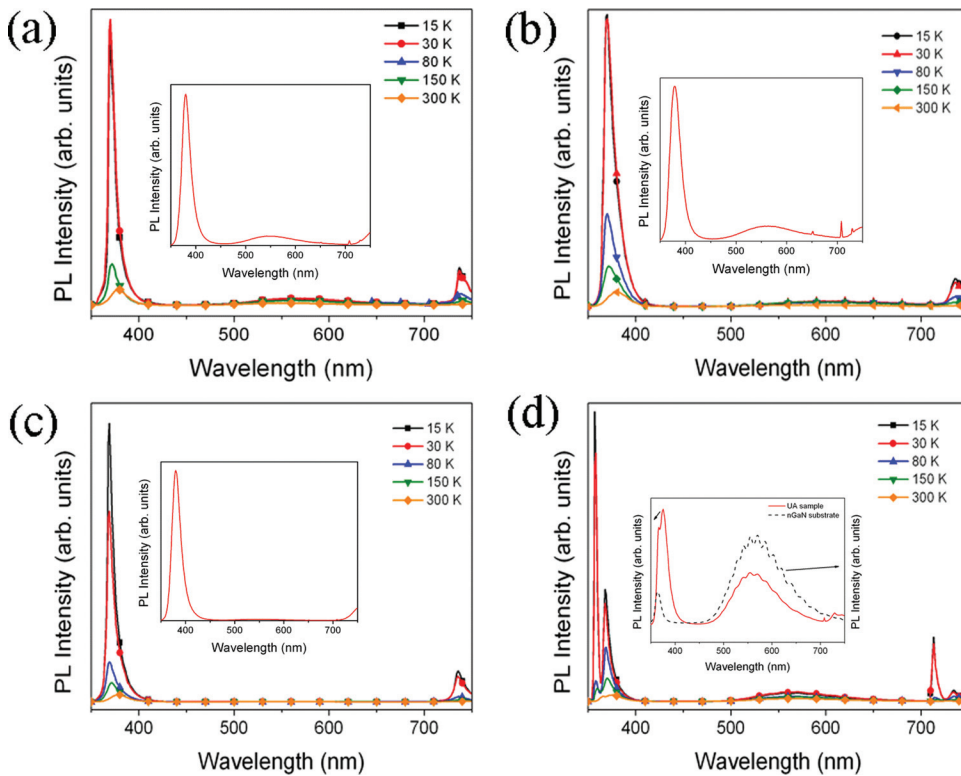 (a)
15 K
30 K
80 K
150 K
300 K
PL Intensity (arb. units)
400 500 600 700
Wavelength (nm)
PL Intensity (arb. units)
400 500 600 700
Wavelength (nm)
(b)
15 K
30 K
80 K
150 K
300 K
PL Intensity (arb. units)
400 500 600 700
Wavelength (nm)
PL Intensity (arb. units)
400 500 600 700
Wavelength (nm)
(c)
15 K
30 K
80 K
150 K
300 K
PL Intensity (arb. units)
400 500 600 700
Wavelength (nm)
PL Intensity (arb. units)
400 500 600 700
Wavelength (nm)
(d)
15 K
30 K
80 K
150 K
300 K
UA sample
nGaN substrate
PL Intensity (arb. units)
PL Intensity (arb. units)
400 500 600 700
Wavelength (nm)
PL Intensity (arb. units)
400 500 600 700
Wavelength (nm)